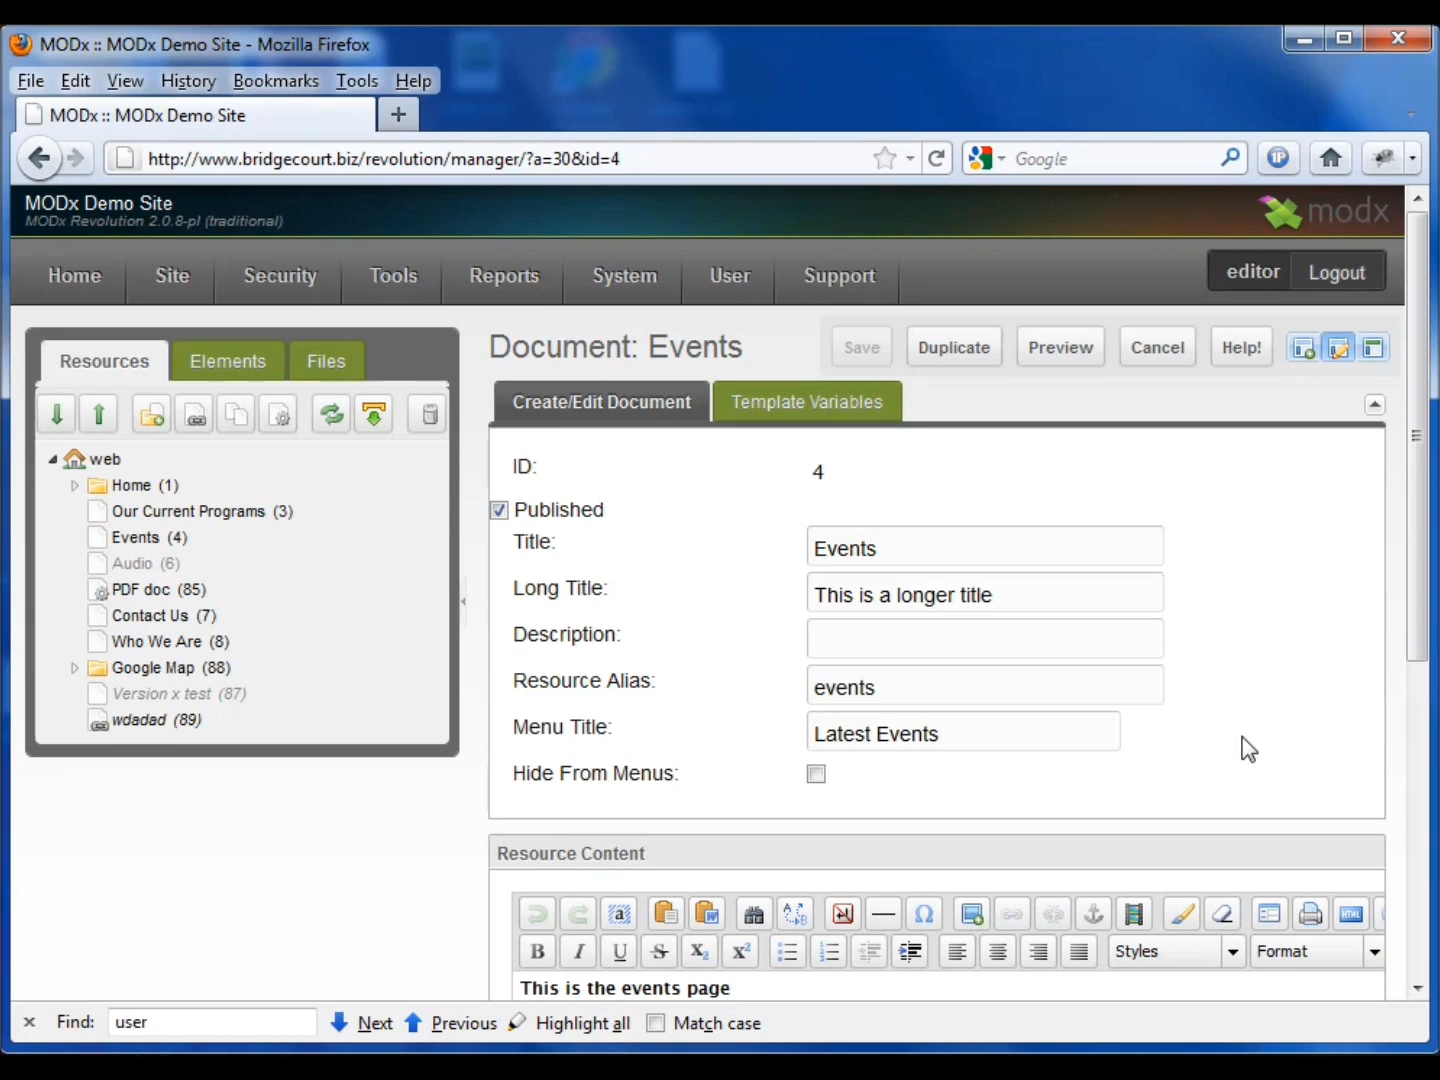 MODx :: MODx Demo Site - Mozilla Firefox
File Edit View History Bookmarks Tools Help
MODx :: MODx Demo Site
http://www.bridgecourt.biz/revolution/manager/?a=30&id=4
Google
MODx Demo Site
MODx Revolution 2.0.8-pl (traditional)
modx
Home Site Security Tools Reports System User Support
editor Logout
Resources Elements Files
Document: Events
Save Duplicate Preview Cancel Help!
Create/Edit Document Template Variables
web
Home (1)
Our Current Programs (3)
Events (4)
Audio (6)
PDF doc (85)
Contact Us (7)
Who We Are (8)
Google Map (88)
Version x test (87)
wdadad (89)
ID: 4
Published
Title: Events
Long Title: This is a longer title
Description:
Resource Alias: events
Menu Title: Latest Events
Hide From Menus:
Resource Content
HTML
B I U S X₂ X² Styles Format
This is the events page
Find: user Next Previous Highlight all Match case